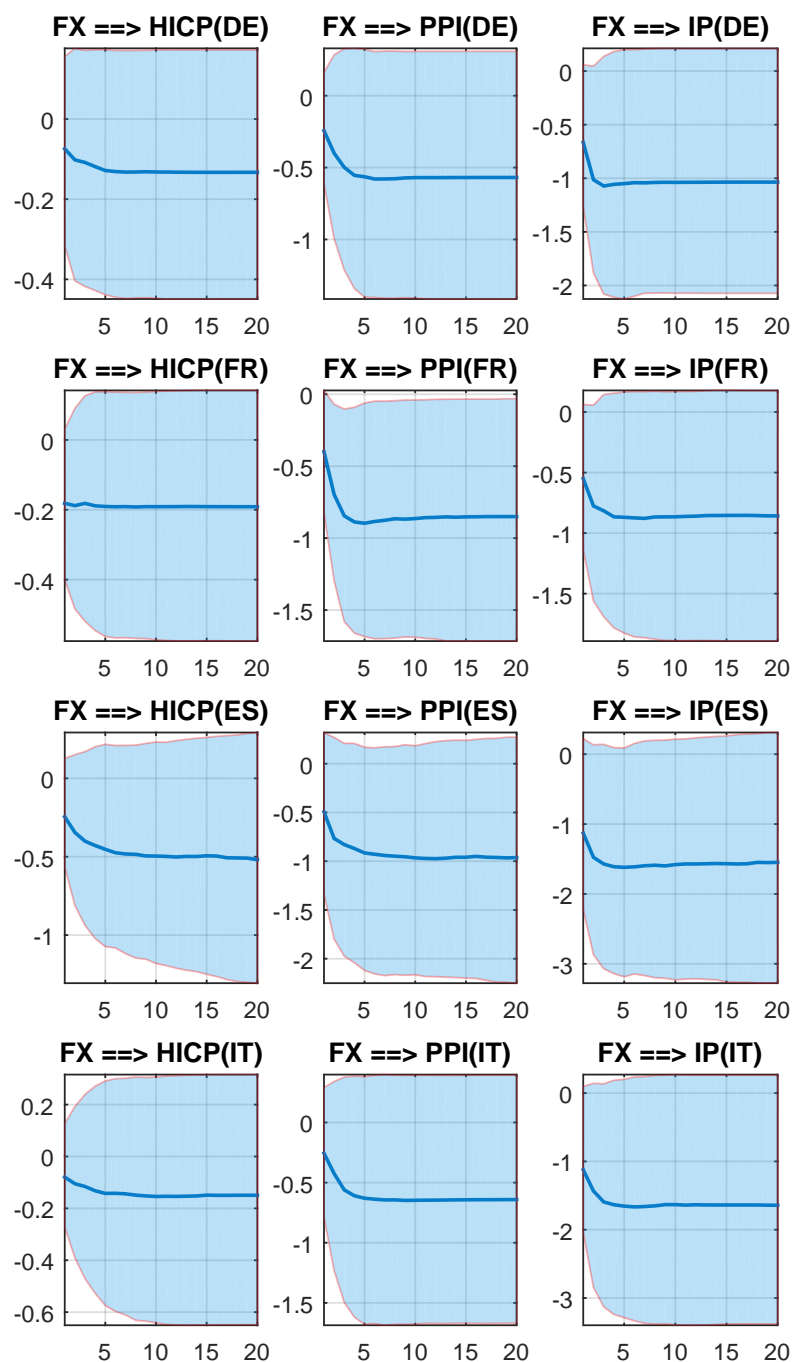 FX ==> HICP(DE) FX ==> PPI(DE) FX ==> IP(DE)
0 0 0
-0.2 -0.5 -0.5
-0.4 -1 -1
-1.5
-2
5 10 15 20 5 10 15 20 5 10 15 20
FX ==> HICP(FR) FX ==> PPI(FR) FX ==> IP(FR)
0 0 0
-0.2 -0.5 -0.5
-0.4 -1 -1
-1.5 -1.5
5 10 15 20 5 10 15 20 5 10 15 20
FX ==> HICP(ES) FX ==> PPI(ES) FX ==> IP(ES)
0 0 0
-0.5 -0.5 -1
-1 -1 -2
-1.5 -3
-2
5 10 15 20 5 10 15 20 5 10 15 20
FX ==> HICP(IT) FX ==> PPI(IT) FX ==> IP(IT)
0.2 0 0
0 -0.5 -1
-0.2 -1 -2
-0.4 -1.5 -3
-0.6
5 10 15 20 5 10 15 20 5 10 15 20